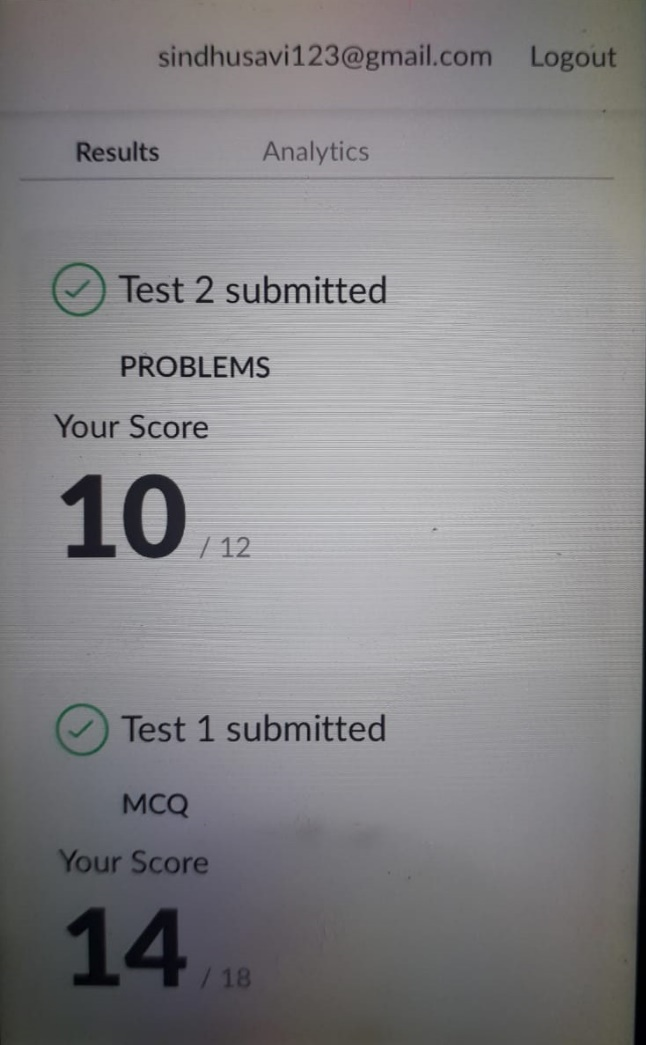 sindhusavi123@gmail.com Logout
Results Analytics
Test 2 submitted
PROBLEMS
Your Score
10 / 12
Test 1 submitted
MCQ
Your Score
14 / 18